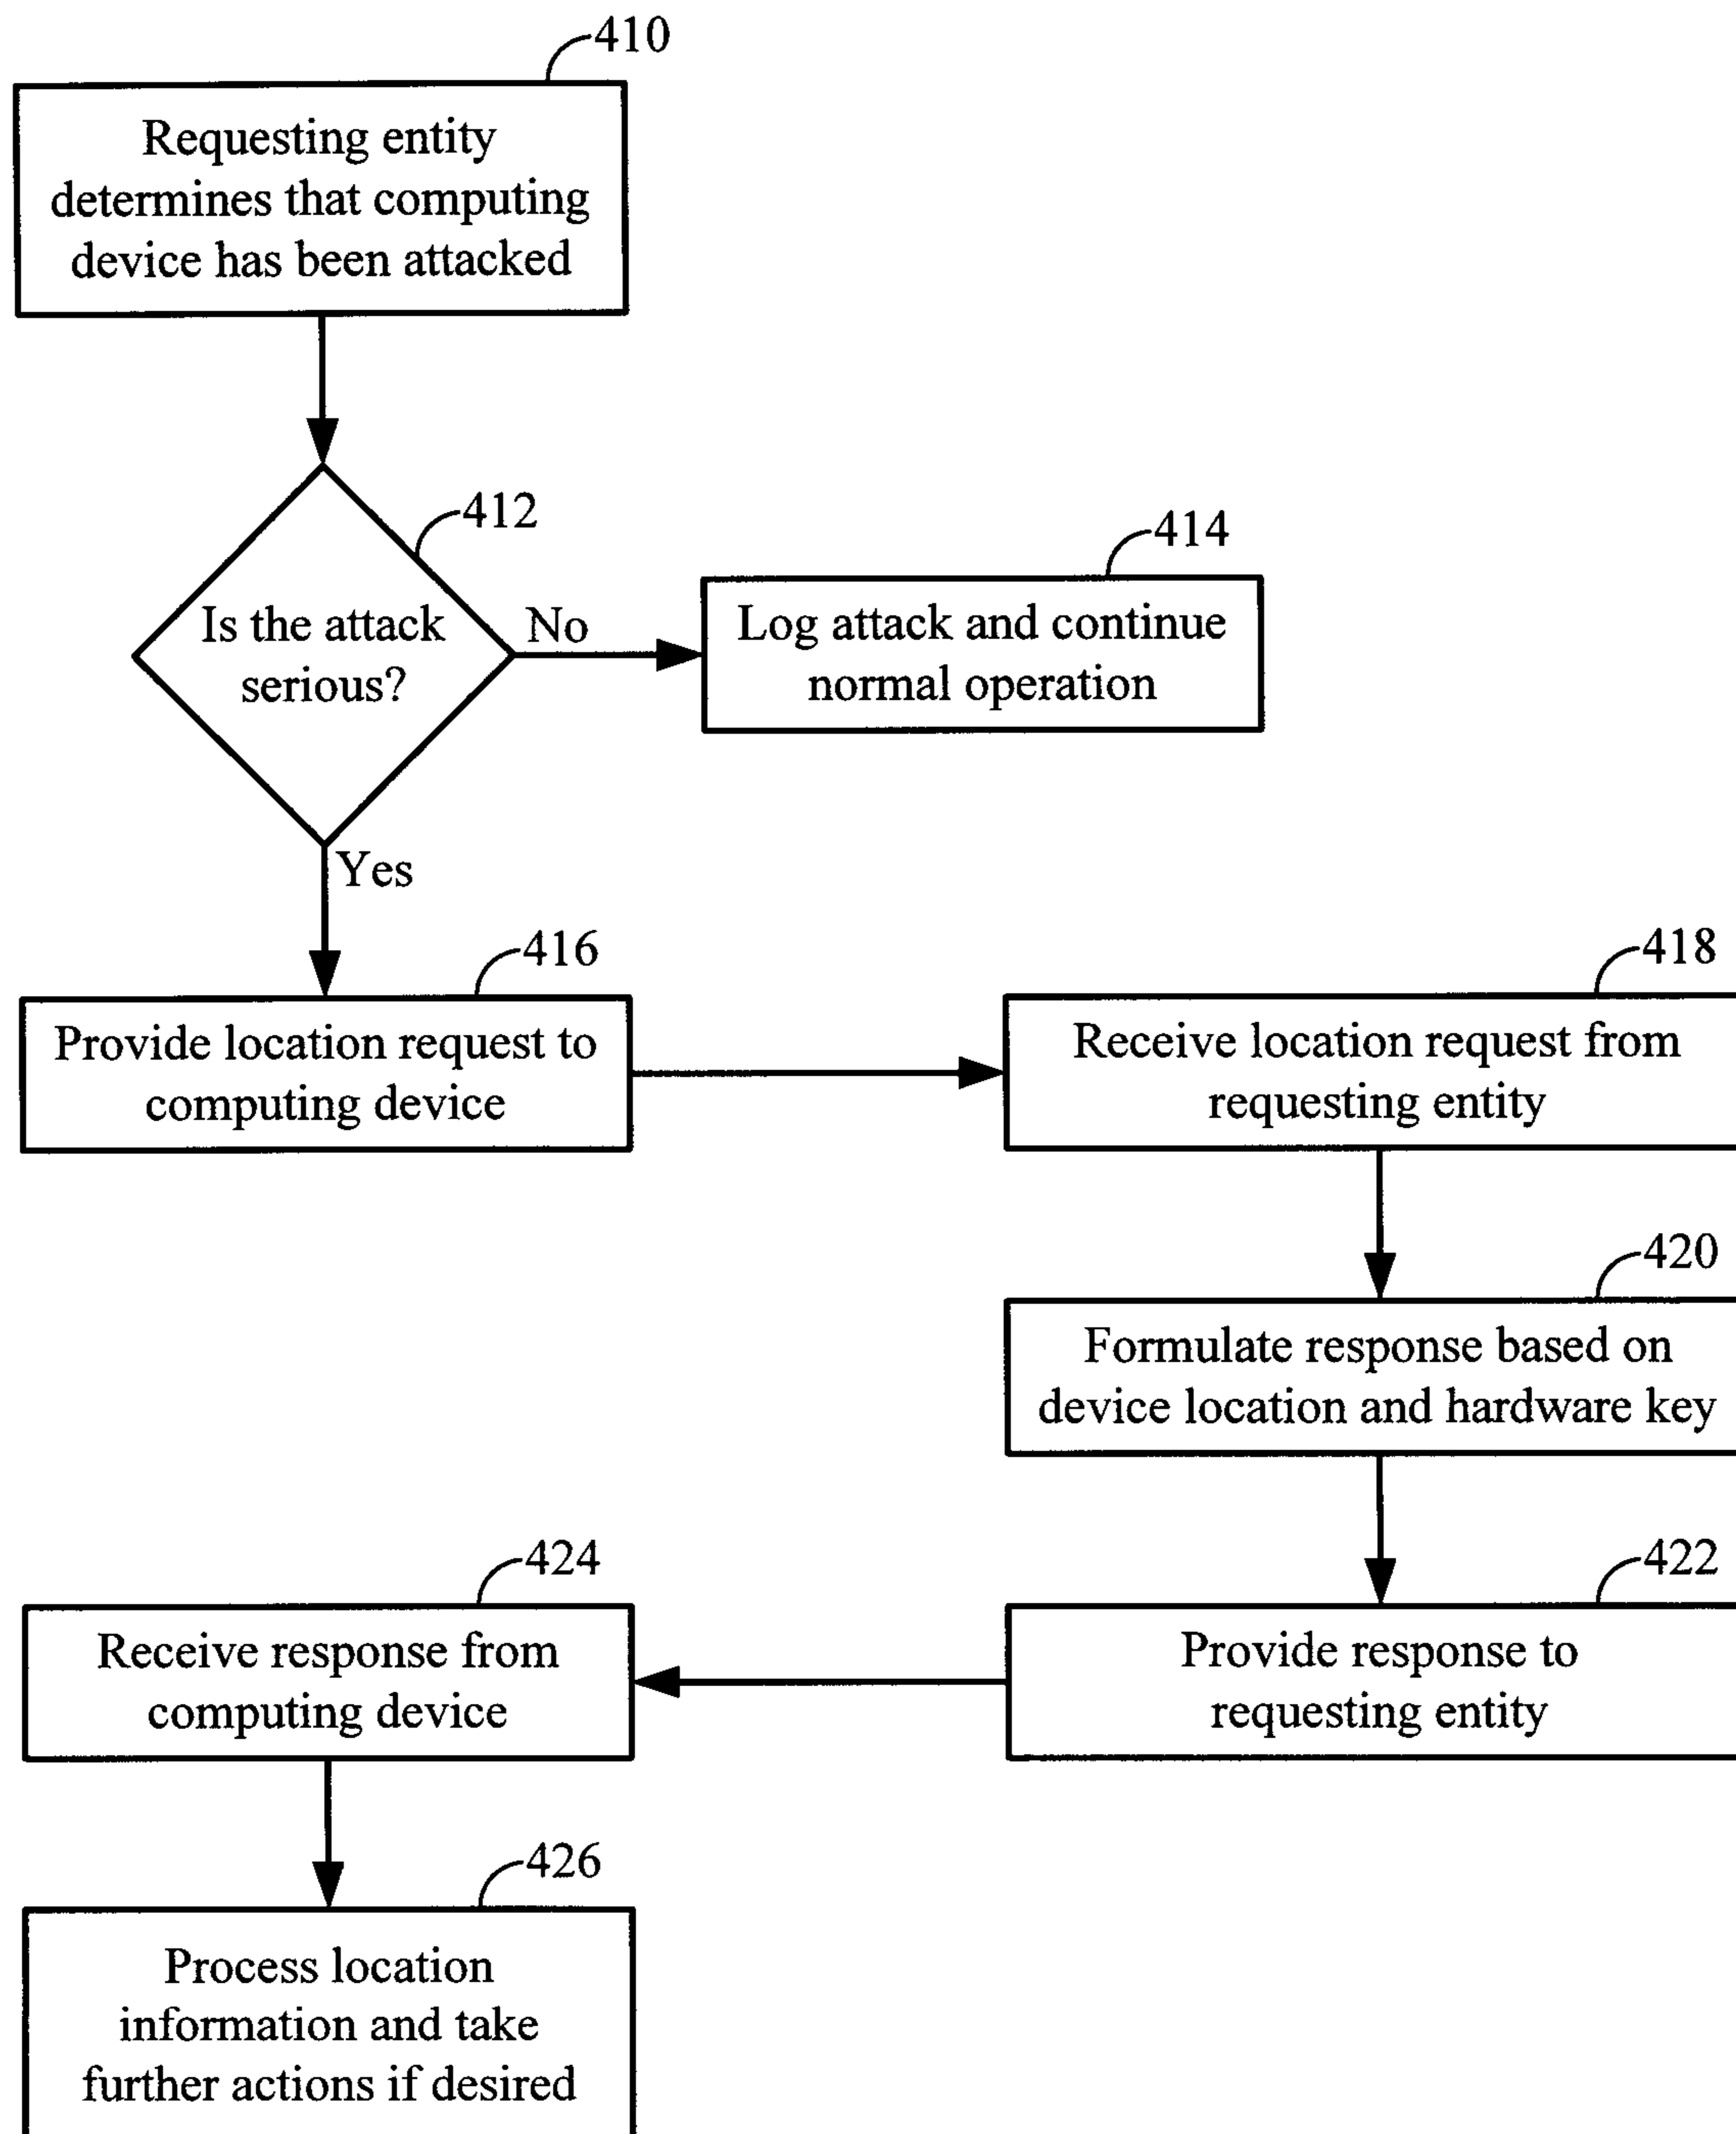 410
Requesting entity
determines that computing
device has been attacked
412
Is the attack
serious?
No
414
Log attack and continue
normal operation
Yes
416
Provide location request to
computing device
418
Receive location request from
requesting entity
420
Formulate response based on
device location and hardware key
422
Provide response to
requesting entity
424
Receive response from
computing device
426
Process location
information and take
further actions if desired